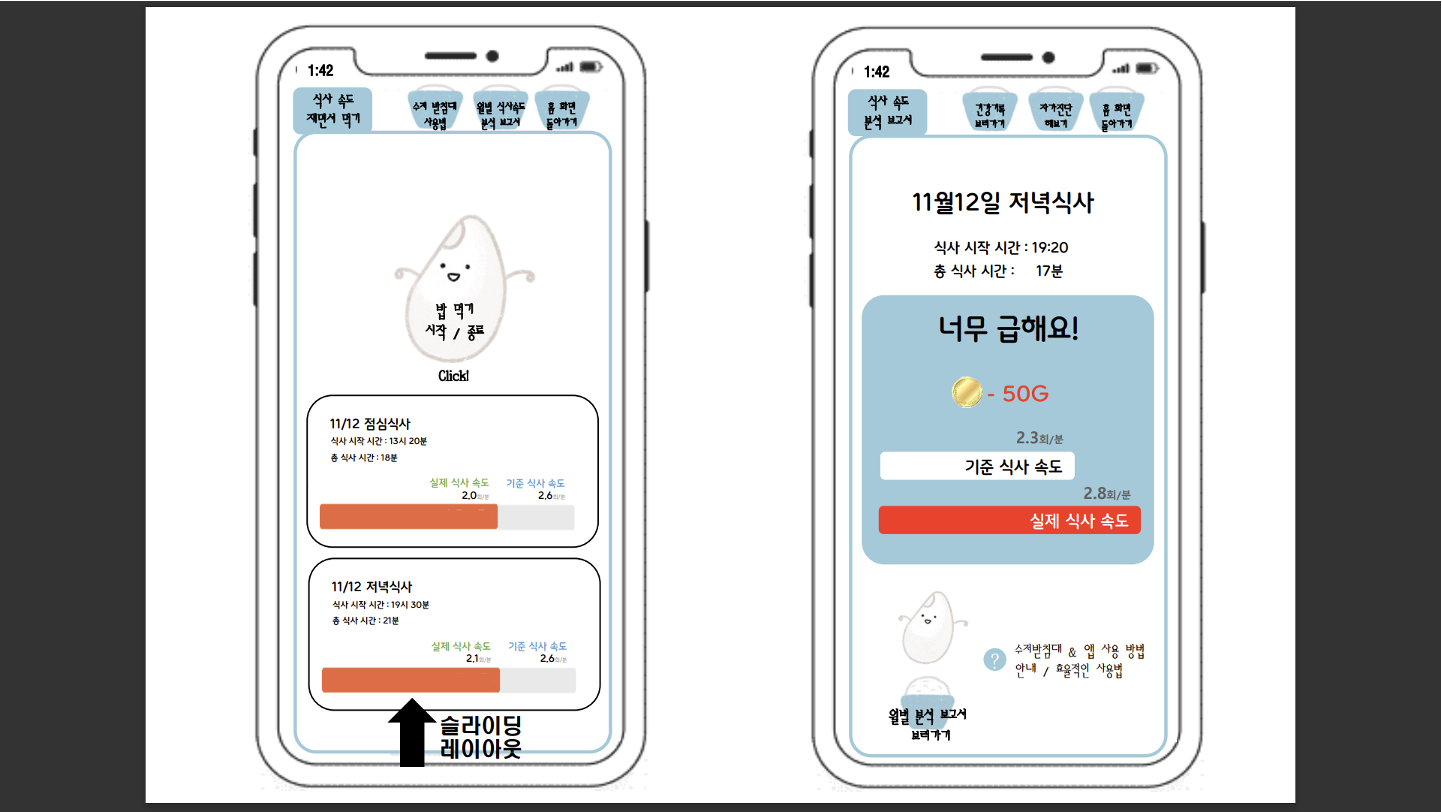 1:42
식사 속도
재면서 먹기
수저 받침대
사용법
월별 식사속도
분석 보고서
홈 화면
돌아가기
밥 먹기
시작 / 종료
Click!
11/12 점심식사
식사 시작 시간 : 13시 20분
총 식사 시간 : 18분
실제 식사 속도
기준 식사 속도
2.0회/분
2.6회/분
11/12 저녁식사
식사 시작 시간 : 19시 30분
총 식사 시간 : 21분
실제 식사 속도
기준 식사 속도
2.1회/분
2.6회/분
슬라이딩
레이아웃
1:42
식사 속도
분석 보고서
건강기록
보러가기
자가진단
해보기
홈 화면
돌아가기
11월12일 저녁식사
식사 시작 시간 : 19:20
총 식사 시간 : 17분
너무 급해요!
- 50G
2.3회/분
기준 식사 속도
2.8회/분
실제 식사 속도
?
수저받침대 & 앱 사용 방법
안내 / 효율적인 사용법
월별 분석 보고서
보러가기